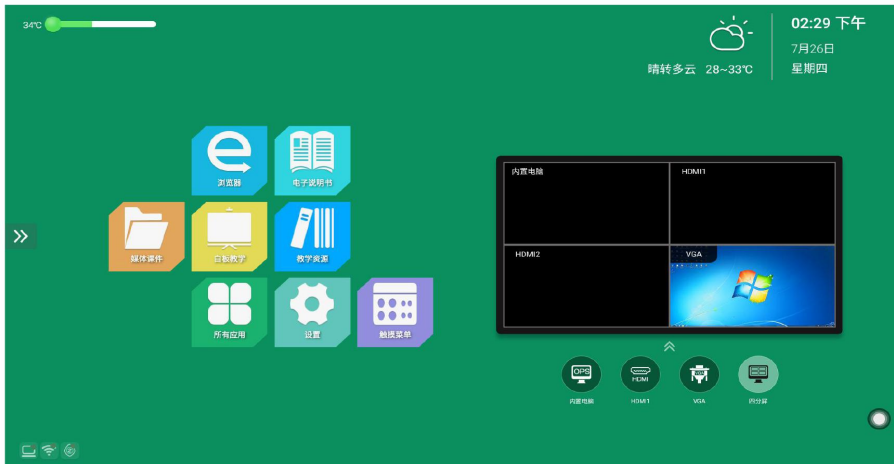 34℃
02:29 下午
7月26日
晴转多云 28~33℃
星期四
浏览器
电子说明书
媒体课件
白板教学
教学资源
所有应用
设置
触摸菜单
内置电脑
HDMI1
HDMI2
VGA
OPS
HDMI
内置电脑
HDMI1
VGA
四分屏